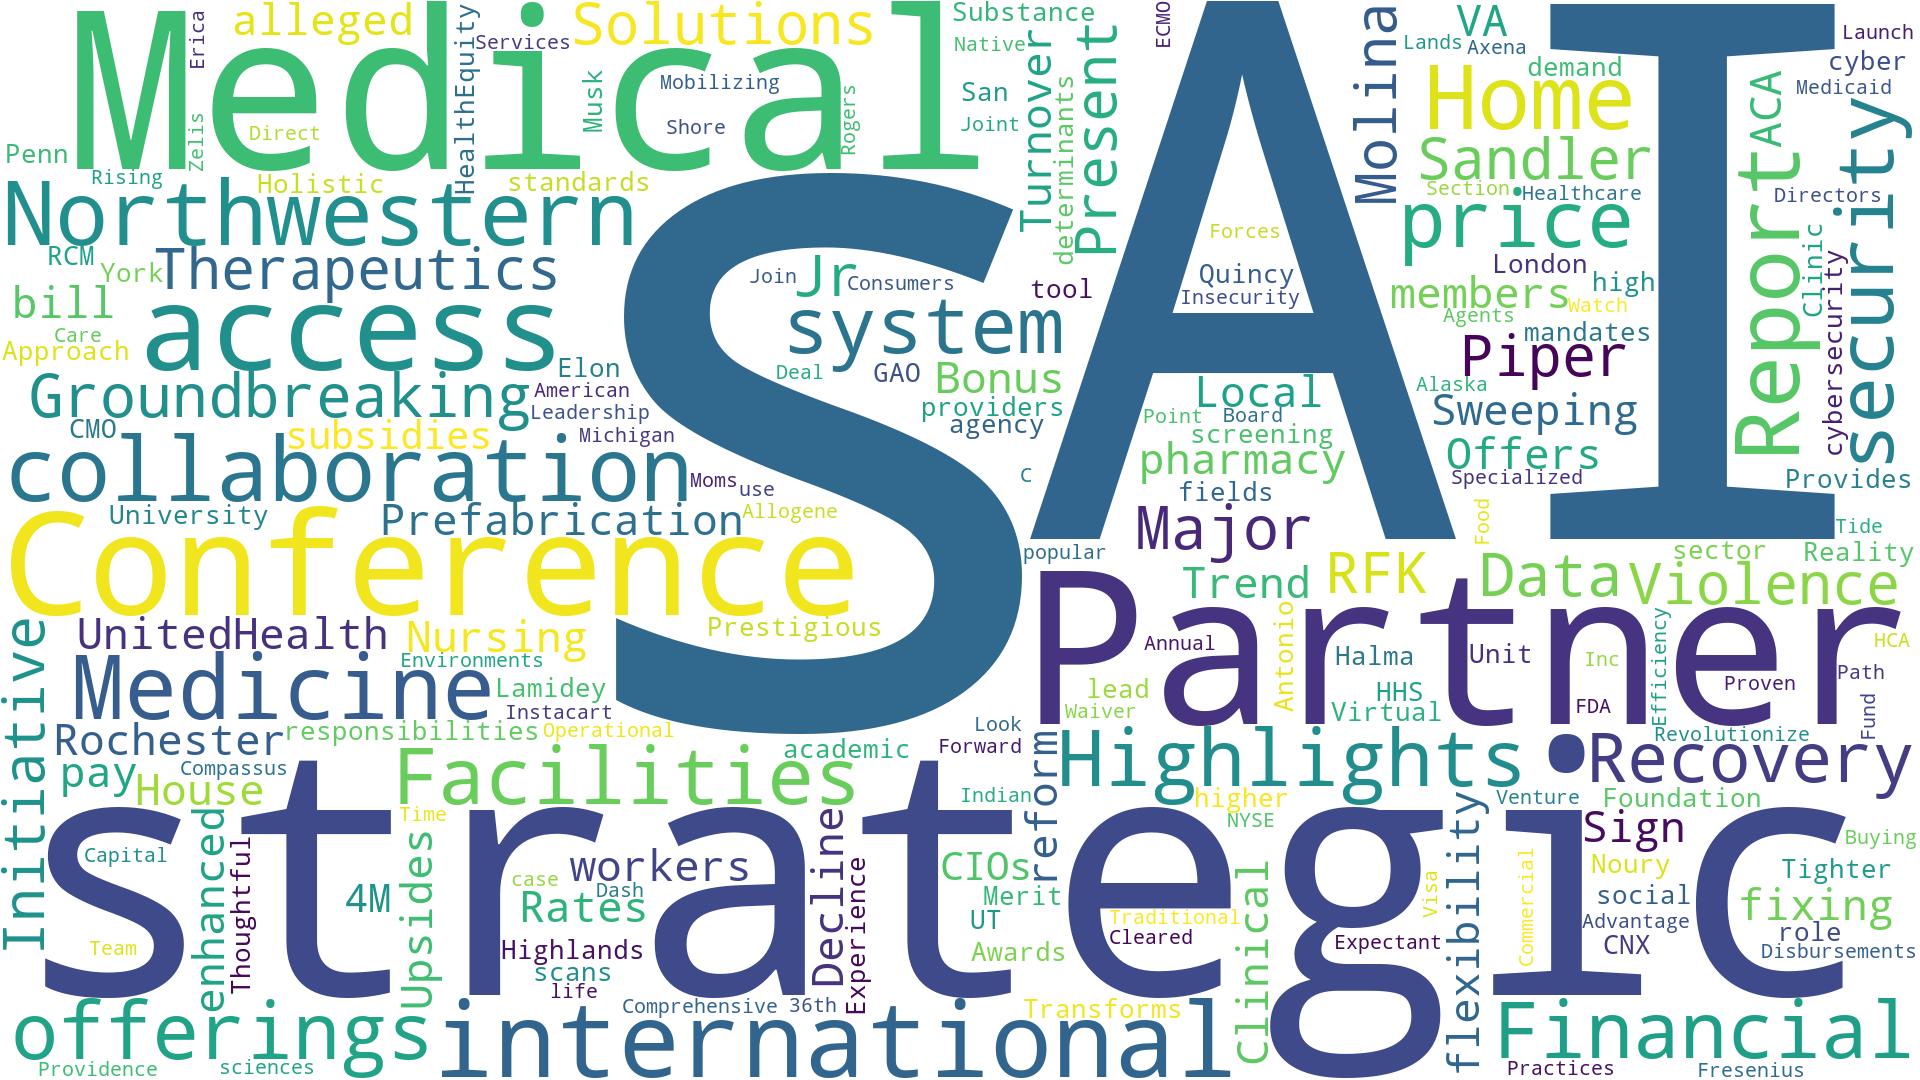 Medical
S
AI
Partner
strategic
Erica
alleged
Services
HealthEquity
Solutions
Substance
Native
Turnover
Present
ECMO
Molina
VA
Lands
Axena
Launch
cyber
Medicaid
demand
Home
ACA
Musk
Mobilizing
Shore
Rogers
San
Joint
determinants
Zelis
Direct
Penn
Rising
Holistic
standards
Sandler
Section
Healthcare
Directors
security
Report
Northwestern
price
Forces
RCM
York
Therapeutics
Join
Jr
Consumers
tool
Quincy
Insecurity
London
high
Clinic
cybersecurity
members
Watch
Agents
bill
access
system
mandates
Care
Approach
Piper
Elon
Deal
GAO
Bonus
Alaska
Groundbreaking
American
Leadership
providers
agency
Local
Point
Board
Sweeping
CMO
subsidies
Michigan
screening
pharmacy
Offers
collaboration
Moms
use
C
fields
Specialized
Provides
University
Prefabrication
Allogene
Major
Food
Tide
Conference
popular
sector
Reality
Trend
RFK
Data
Violence
Initiative
UnitedHealth
Nursing
Prestigious
Annual
Antonio
Halma
Unit
Inc
Efficiency
HCA
Medicine
Environments
Lamidey
lead
HHS
Proven
Path
Instacart
Waiver
Virtual
FDA
Fund
Rochester
responsibilities
Operational
Look
Forward
academic
reform
Highlights
Revolutionize
Recovery
pay
Compassus
House
Facilities
Indian
higher
NYSE
Venture
Foundation
Time
Sign
Buying
Capital
enhanced
Thoughtful
Upsides
workers
Decline
Experience
CIOs
flexibility
Commercial
Noury
Tighter
4M
case
Dash
Rates
Merit
UT
Clinical
Visa
social
fixing
Traditional
Cleared
Advantage
role
Team
Highlands
Awards
Expectant
CNX
Disbursements
scans
life
offerings
Comprehensive
36th
international
Transforms
Financial
Providence
sciences
Practices
Fresenius